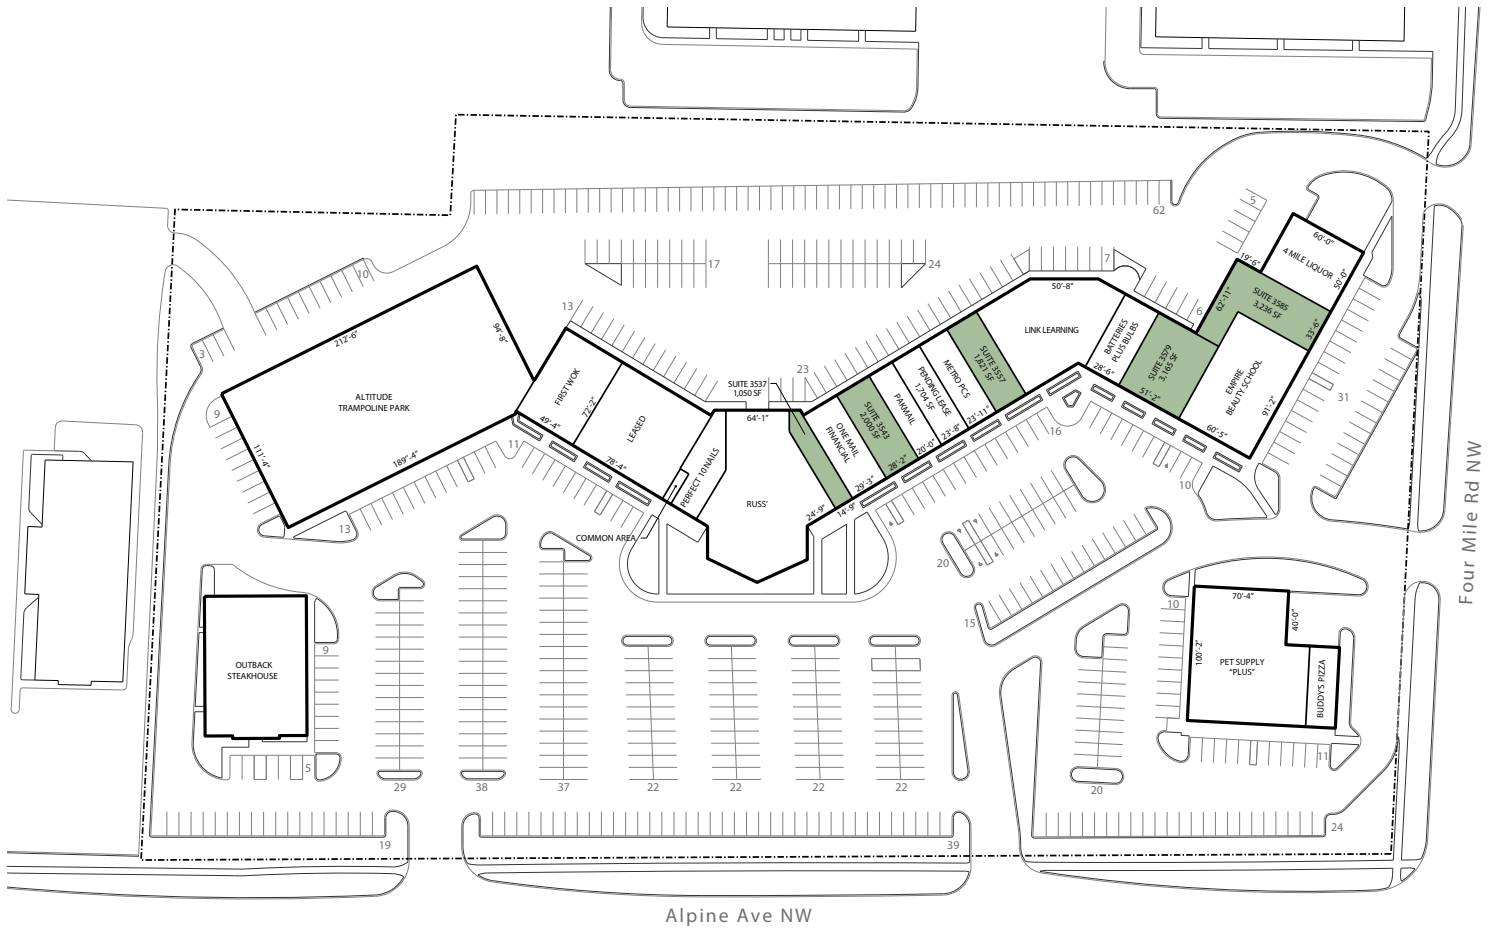 62
5
60'-0"
4 MILE LIQUOR
50'-0"
19'-6"
62'-11"
SUITE 3585
3,236 SF
33'-6"
17
24
7
10
13
6
3
9
212'-6"
94'-8"
ALTITUDE
TRAMPOLINE PARK
111'-4"
189'-4"
13
11
FIRST WOK
49'-4"
72'-2"
LEASED
78'-4"
PERFECT 10 NAILS
COMMON AREA
64'-1"
RUSS'
23
SUITE 3537
1,050 SF
24'-9"
14'-9"
ONE MAIL
FINANCIAL
29'-3"
SUITE 3543
2,000 SF
28'-2"
PAKMAIL
20'-0"
PENDING LEASE
1,704 SF
23'-8"
METRO PCS
23'-11"
SUITE 3557
1,821 SF
50'-8"
LINK LEARNING
BATTERIES
PLUS BULBS
28'-6"
SUITE 3579
3,165 SF
51'-2"
EMPIRE
BEAUTY SCHOOL
60'-5"
91'-2"
31
16
10
20
15
Four Mile Rd NW
OUTBACK
STEAKHOUSE
9
5
29
38
37
22
22
22
22
10
70'-4"
40'-0"
100'-2"
PET SUPPLY
"PLUS"
BUDDY'S PIZZA
11
20
24
19
39
Alpine Ave NW